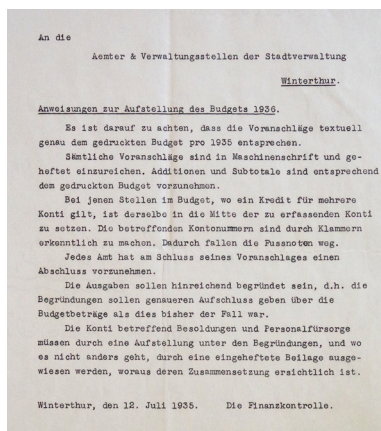 An die
Aemter & Verwaltungsstellen der Stadtverwaltung
Winterthur.
Anweisungen zur Aufstellung des Budgets 1936.
Es ist darauf zu achten, dass die Voranschläge textuell
genau dem gedruckten Budget pro 1935 entsprechen.
Sämtliche Voranschläge sind in Maschinenschrift und ge-
heftet einzureichen. Additionen und Subtotale sind entsprechend
dem gedruckten Budget vorzunehmen.
Bei jenen Stellen im Budget, wo ein Kredit für mehrere
Konti gilt, ist derselbe in die Mitte der zu erfassenden Konti
zu setzen. Die betreffenden Kontonummern sind durch Klammern
erkenntlich zu machen. Dadurch fallen die Fussnoten weg.
Jedes Amt hat am Schluss seines Voranschlages einen
Abschluss vorzunehmen.
Die Ausgaben sollen hinreichend begründet sein, d.h. die
Begründungen sollen genaueren Aufschluss geben über die
Budgetbeträge als dies bisher der Fall war.
Die Konti betreffend Besoldungen und Personalfürsorge
müssen durch eine Aufstellung unter den Begründungen, und wo
es nicht anders geht, durch eine eingeheftete Beilage ausge-
wiesen werden, woraus deren Zusammensetzung ersichtlich ist.
Winterthur, den 12. Juli 1935. Die Finanzkontrolle.